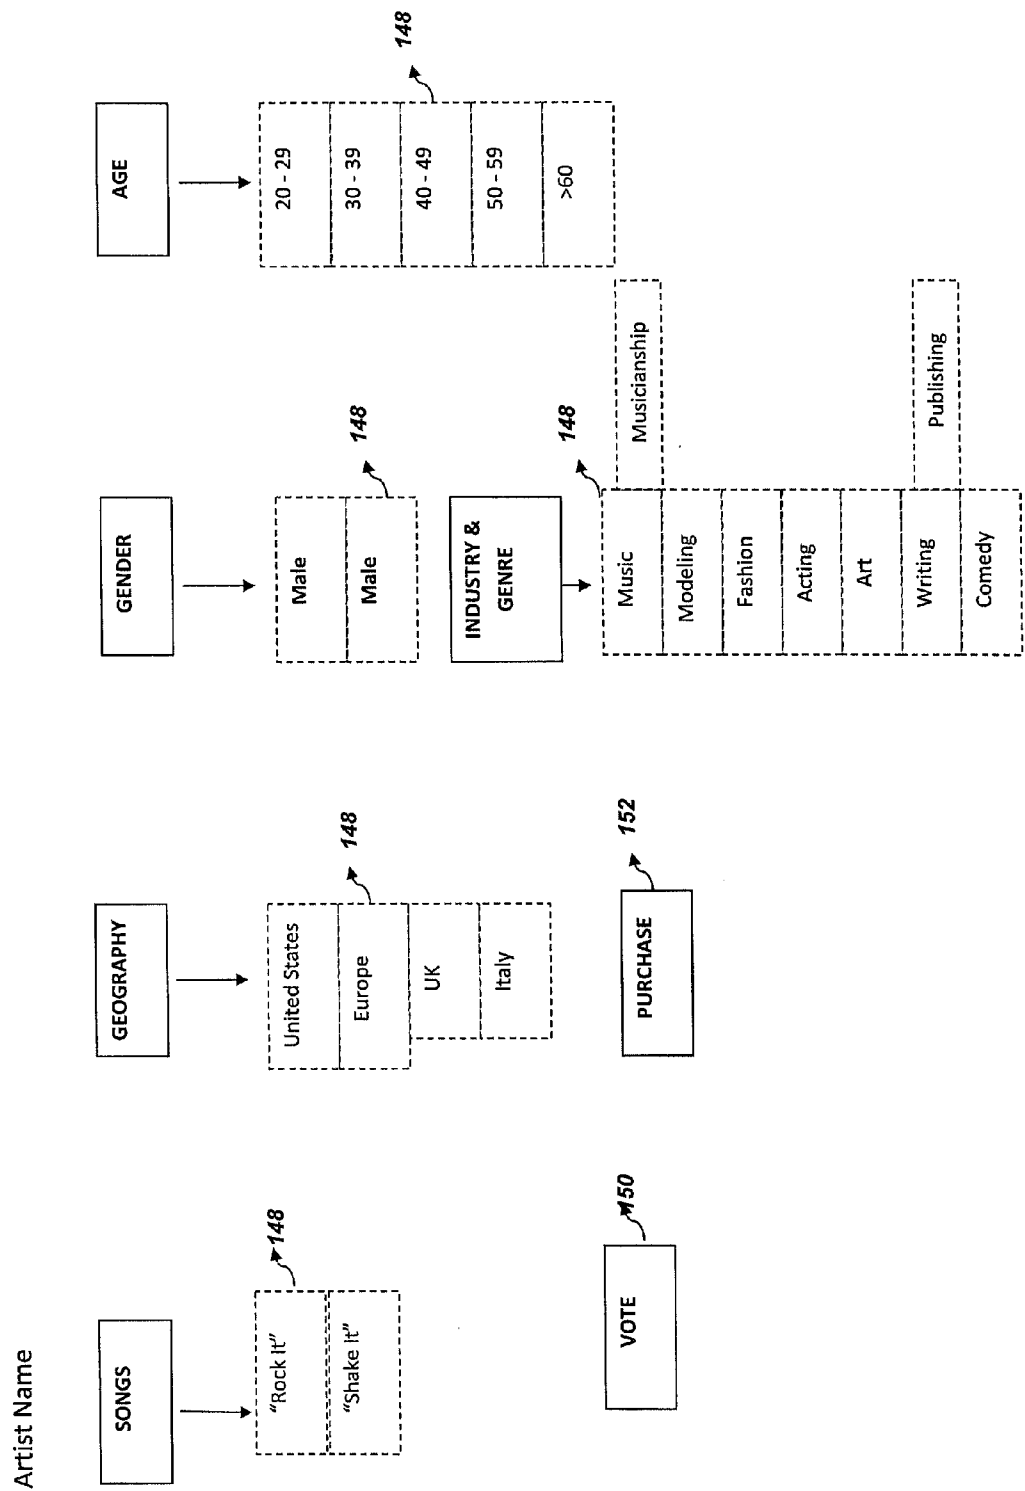 Artist Name
SONGS
"Rock It"
"Shake It"
148
VOTE
150
GEOGRAPHY
United States
Europe
UK
Italy
148
PURCHASE
152
GENDER
Male
Male
148
INDUSTRY &
GENRE
148
Music
Musicianship
Modeling
Fashion
Acting
Art
Writing
Publishing
Comedy
AGE
20 - 29
30 - 39
40 - 49
50 - 59
>60
148